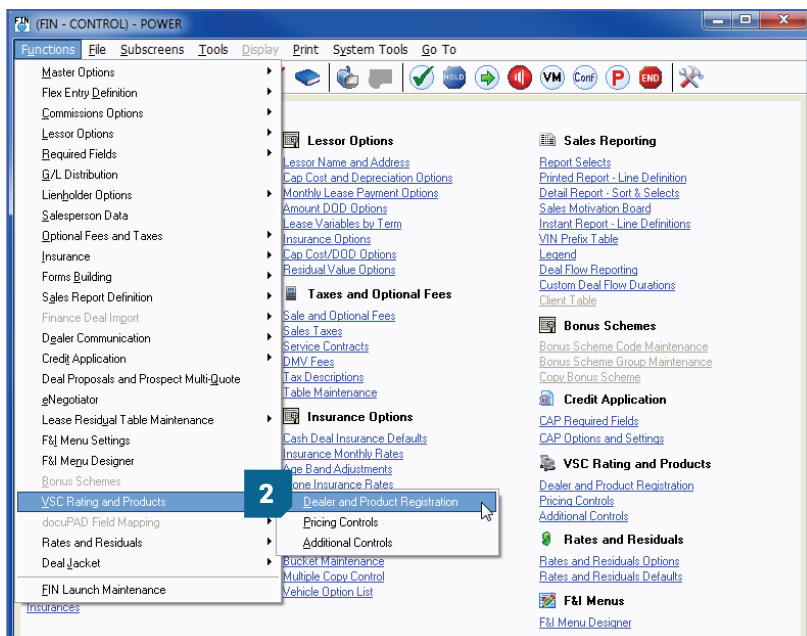 (FIN - CONTROL) - POWER
Functions File Subscreens Tools Display Print System Tools Go To
HOLD VM Conf P END
Master Options
Flex Entry Definition
Commissions Options
Lessor Options
Required Fields
G/L Distribution
Lienholder Options
Salesperson Data
Optional Fees and Taxes
Insurance
Forms Building
Sales Report Definition
Finance Deal Import
Dealer Communication
Credit Application
Deal Proposals and Prospect Multi-Quote
eNegotiator
Lease Residual Table Maintenance
F&I Menu Settings
F&I Menu Designer
Bonus Schemes
VSC Rating and Products
docuPAD Field Mapping
Rates and Residuals
Deal Jacket
FIN Launch Maintenance
Insurances
2
Dealer and Product Registration
Pricing Controls
Additional Controls
Lessor Options
Lessor Name and Address
Cap Cost and Depreciation Options
Monthly Lease Payment Options
Amount DOD Options
Lease Variables by Term
Insurance Options
Cap Cost/DOD Options
Residual Value Options
Taxes and Optional Fees
Sale and Optional Fees
Sales Taxes
Service Contracts
DMV Fees
Tax Descriptions
Table Maintenance
Insurance Options
Cash Deal Insurance Defaults
Insurance Monthly Rates
Age Band Adjustments
Insurance Rates
Bucket Maintenance
Multiple Copy Control
Vehicle Option List
Sales Reporting
Report Selects
Printed Report - Line Definition
Detail Report - Sort & Selects
Sales Motivation Board
Instant Report - Line Definitions
VIN Prefix Table
Legend
Deal Flow Reporting
Custom Deal Flow Durations
Client Table
Bonus Schemes
Bonus Scheme Code Maintenance
Bonus Scheme Group Maintenance
Copy Bonus Scheme
Credit Application
CAP Required Fields
CAP Options and Settings
VSC Rating and Products
Dealer and Product Registration
Pricing Controls
Additional Controls
Rates and Residuals
Rates and Residuals Options
Rates and Residuals Defaults
F&I Menus
F&I Menu Designer